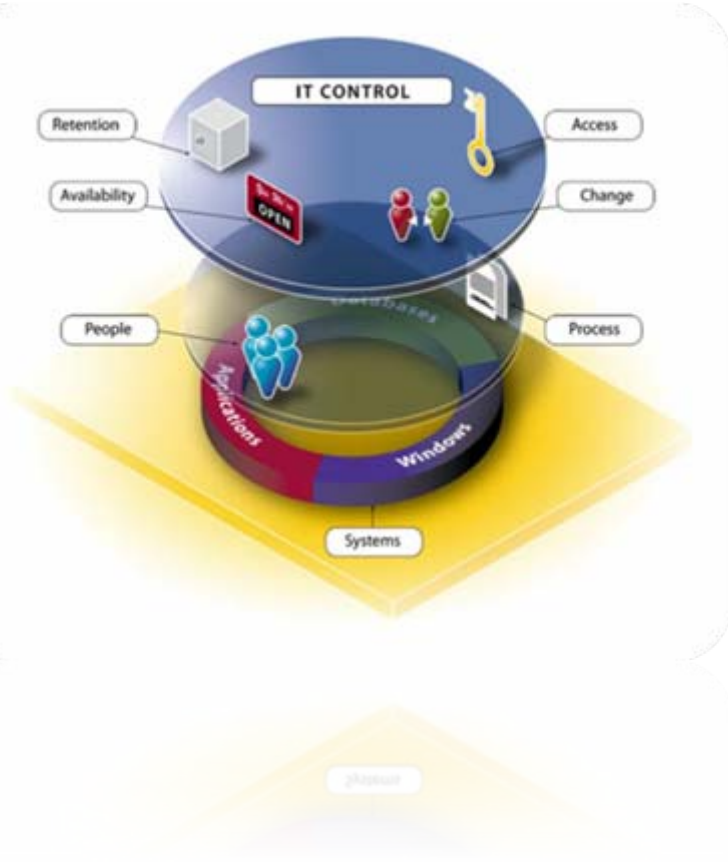 IT CONTROL
Retention
Access
Availability
OPEN
Change
Databases
People
Process
Applications
Windows
Systems